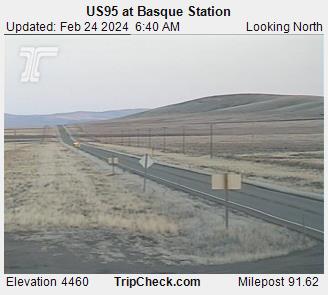 US95 at Basque Station
Updated: Feb 24 2024 6:40 AM Looking North
Elevation 4460 TripCheck.com Milepost 91.62